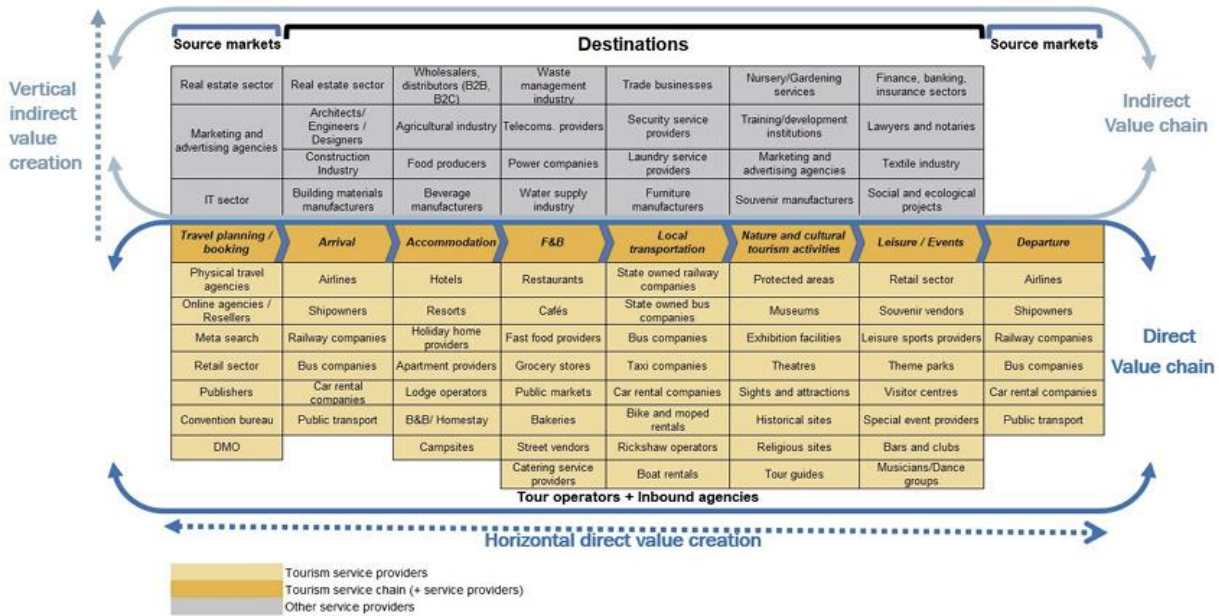 Source markets
Destinations
Source markets
Vertical
indirect
value
creation
Indirect
Value chain
Real estate sector
Real estate sector
Wholesalers,
distributors (B2B,
B2C)
Waste
management
industry
Trade businesses
Nursery/Gardening
services
Finance, banking,
insurance sectors
Marketing and
advertising agencies
Architects/
Engineers /
Designers
Agricultural industry
Telecoms. providers
Security service
providers
Training/development
institutions
Lawyers and notaries
Construction
Industry
Food producers
Power companies
Laundry service
providers
Marketing and
advertising agencies
Textile industry
IT sector
Building materials
manufacturers
Beverage
manufacturers
Water supply
industry
Furniture
manufacturers
Souvenir manufacturers
Social and ecological
projects
Travel planning /
booking
Arrival
Accommodation
F&B
Local
transportation
Nature and cultural
tourism activities
Leisure / Events
Departure
Physical travel
agencies
Airlines
Hotels
Restaurants
State owned railway
companies
Protected areas
Retail sector
Airlines
Online agencies /
Resellers
Shipowners
Resorts
Cafés
State owned bus
companies
Museums
Souvenir vendors
Shipowners
Meta search
Railway companies
Holiday home
providers
Fast food providers
Bus companies
Exhibition facilities
Leisure sports providers
Railway companies
Retail sector
Bus companies
Apartment providers
Grocery stores
Taxi companies
Theatres
Theme parks
Bus companies
Publishers
Car rental
companies
Lodge operators
Public markets
Car rental companies
Sights and attractions
Visitor centres
Car rental companies
Convention bureau
Public transport
B&B/ Homestay
Bakeries
Bike and moped
rentals
Historical sites
Special event providers
Public transport
DMO
Campsites
Street vendors
Rickshaw operators
Religious sites
Bars and clubs
Catering service
providers
Boat rentals
Tour guides
Musicians/Dance
groups
Direct
Value chain
Tour operators + Inbound agencies
Horizontal direct value creation
Tourism service providers
Tourism service chain (+ service providers)
Other service providers